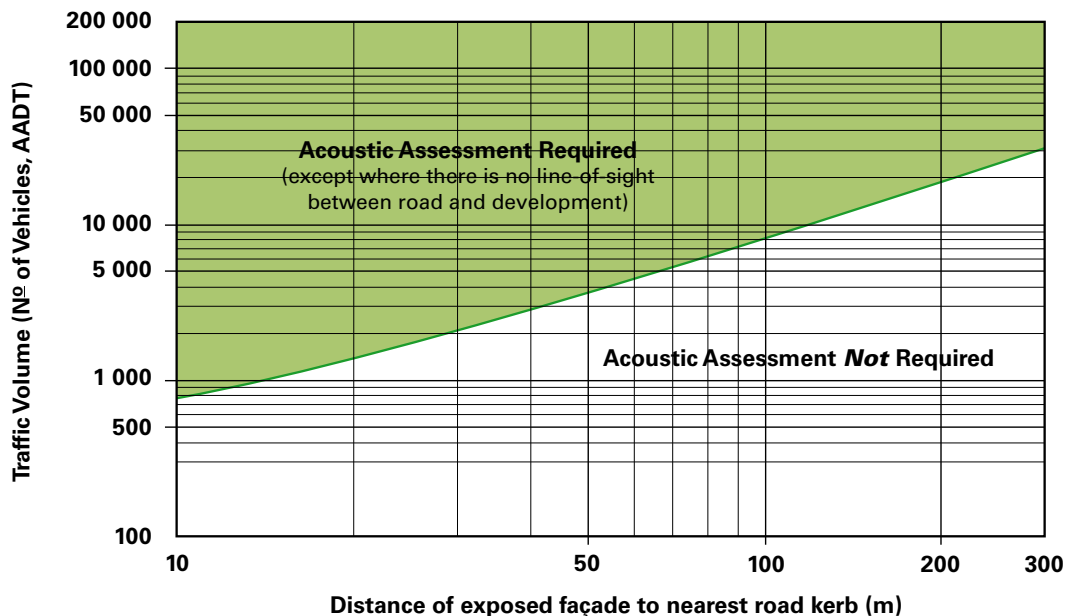 200 000
100 000
50 000
10 000
5 000
1 000
500
100
Traffic Volume (Nº of Vehicles, AADT)
Acoustic Assessment Required
(except where there is no line-of-sight
between road and development)
Acoustic Assessment Not Required
10
50
100
200
300
Distance of exposed façade to nearest road kerb (m)